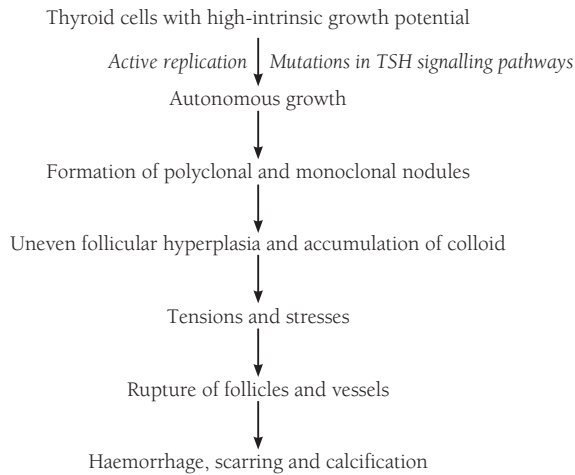 Thyroid cells with high-intrinsic growth potential
Active replication Mutations in TSH signalling pathways
Autonomous growth
Formation of polyclonal and monoclonal nodules
Uneven follicular hyperplasia and accumulation of colloid
Tensions and stresses
Rupture of follicles and vessels
Haemorrhage, scarring and calcification